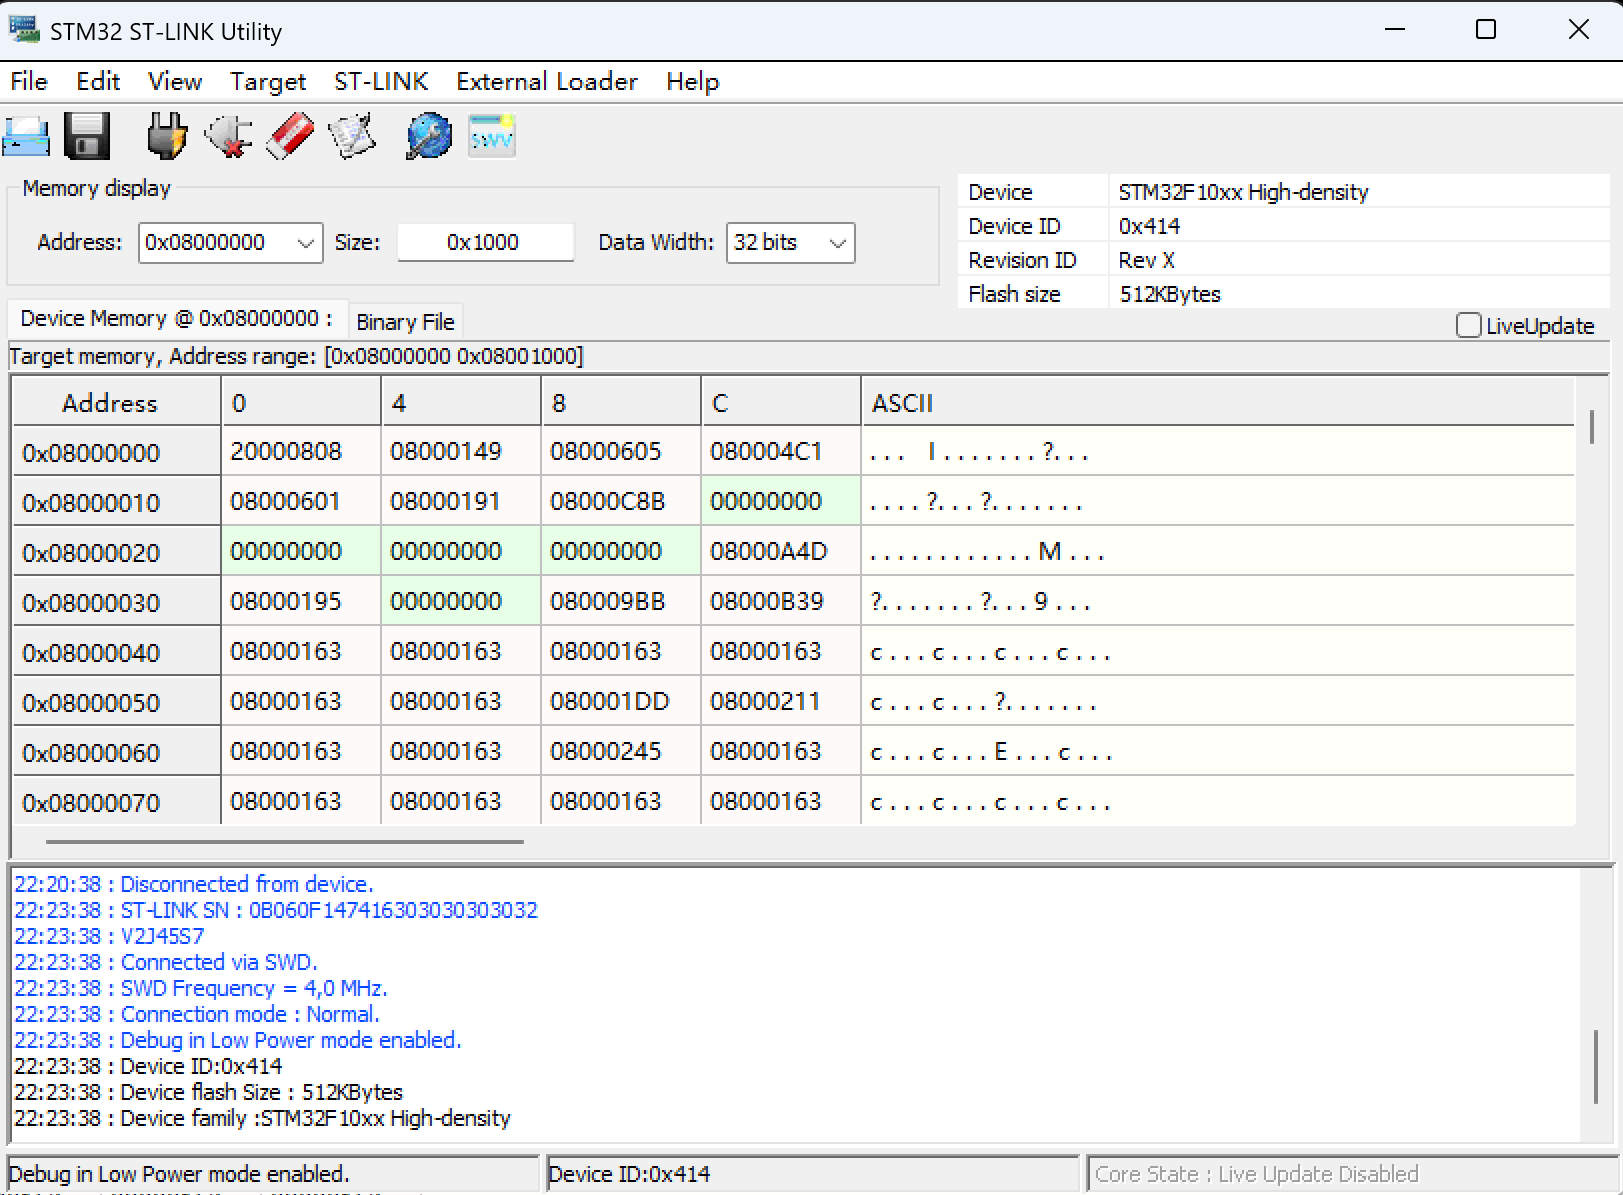 STM32 ST-LINK Utility
File Edit View Target ST-LINK External Loader Help
SWV
Memory display
Address: 0x08000000 Size: 0x1000 Data Width: 32 bits
Device STM32F10xx High-density
Device ID 0x414
Revision ID Rev X
Flash size 512KBytes
LiveUpdate
Device Memory @ 0x08000000 : Binary File
Target memory, Address range: [0x08000000 0x08001000]
Address 0 4 8 C ASCII
0x08000000 20000808 08000149 08000605 080004C1 ... I.......?...
0x08000010 08000601 08000191 08000C8B 00000000 ....?...?.......
0x08000020 00000000 00000000 00000000 08000A4D ............M...
0x08000030 08000195 00000000 080009BB 08000B39 ?.......?...9...
0x08000040 08000163 08000163 08000163 08000163 c...c...c...c...
0x08000050 08000163 08000163 080001DD 08000211 c...c...?.......
0x08000060 08000163 08000163 08000245 08000163 c...c...E...c...
0x08000070 08000163 08000163 08000163 08000163 c...c...c...c...
22:20:38 : Disconnected from device.
22:23:38 : ST-LINK SN : 0B060F147416303030303032
22:23:38 : V2J45S7
22:23:38 : Connected via SWD.
22:23:38 : SWD Frequency = 4,0 MHz.
22:23:38 : Connection mode : Normal.
22:23:38 : Debug in Low Power mode enabled.
22:23:38 : Device ID:0x414
22:23:38 : Device flash Size : 512KBytes
22:23:38 : Device family :STM32F10xx High-density
Debug in Low Power mode enabled. Device ID:0x414 Core State : Live Update Disabled